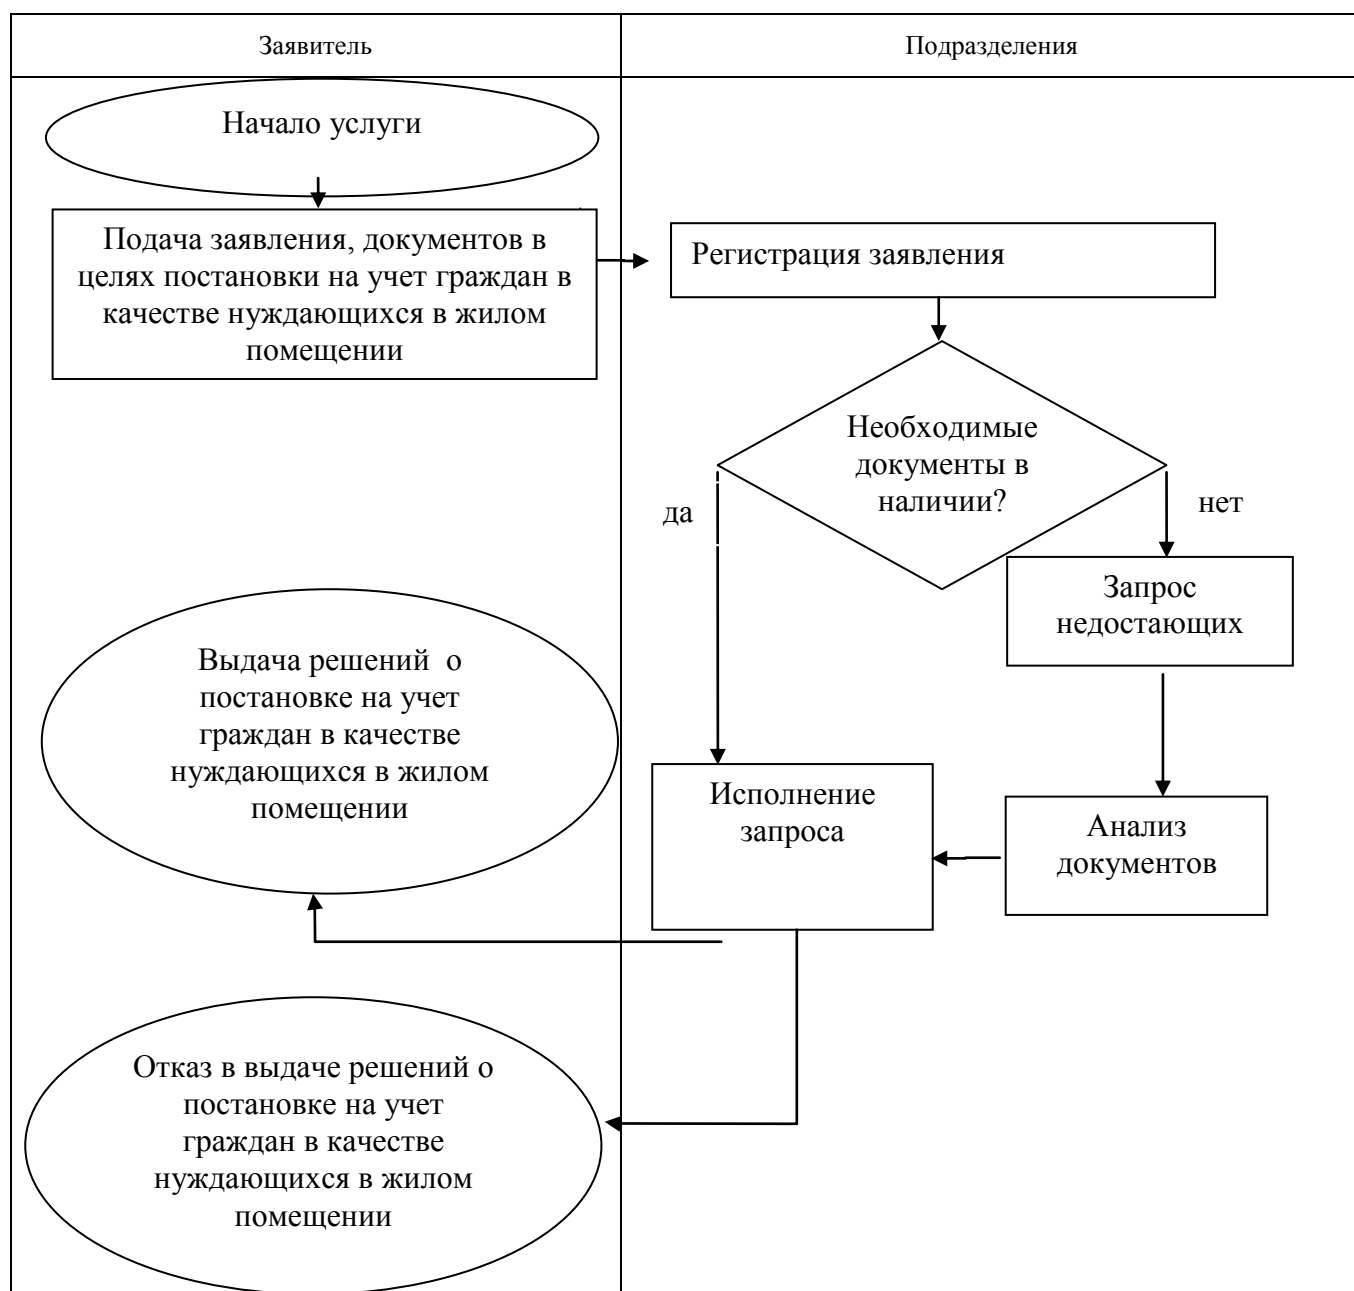 Заявитель
Подразделения
Начало услуги
Подача заявления, документов в
целях постановки на учет граждан в
качестве нуждающихся в жилом
помещении
Регистрация заявления
Необходимые
документы в
наличии?
да
нет
Запрос
недостающих
Выдача решений  о
постановке на учет
граждан в качестве
нуждающихся в жилом
помещении
Исполнение
запроса
Анализ
документов
Отказ в выдаче решений о
постановке на учет
граждан в качестве
нуждающихся в жилом
помещении